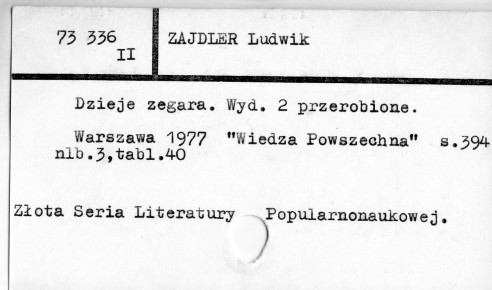 73 336 ZAJDLER Ludwik
II
Dzieje zegara. Wyd. 2 przerobione.
Warszawa 1977 "Wiedza Powszechna" s.394
nlb.3,tabl.40
Złota Seria Literatury Popularnonaukowej.